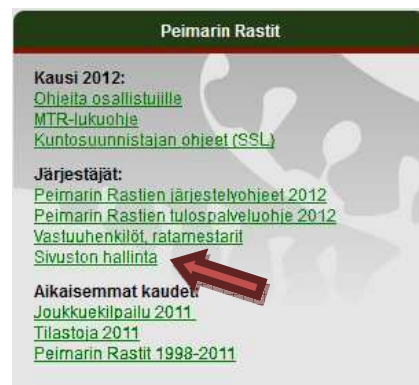 Peimarin Rastit
Kausi 2012:
Ohjeita osallistujille
MTR-lukuohje
Kuntosuunnistajan ohjeet (SSL)
Järjestäjät:
Peimarin Rastien järjestelyohjeet 2012
Peimarin Rastien tulospalveluohje 2012
Vastuuhenkilöt, ratamestarit
Sivuston hallinta
Aikaisemmat kaudet:
Joukkuekilpailu 2011
Tilastoja 2011
Peimarin Rastit 1998-2011